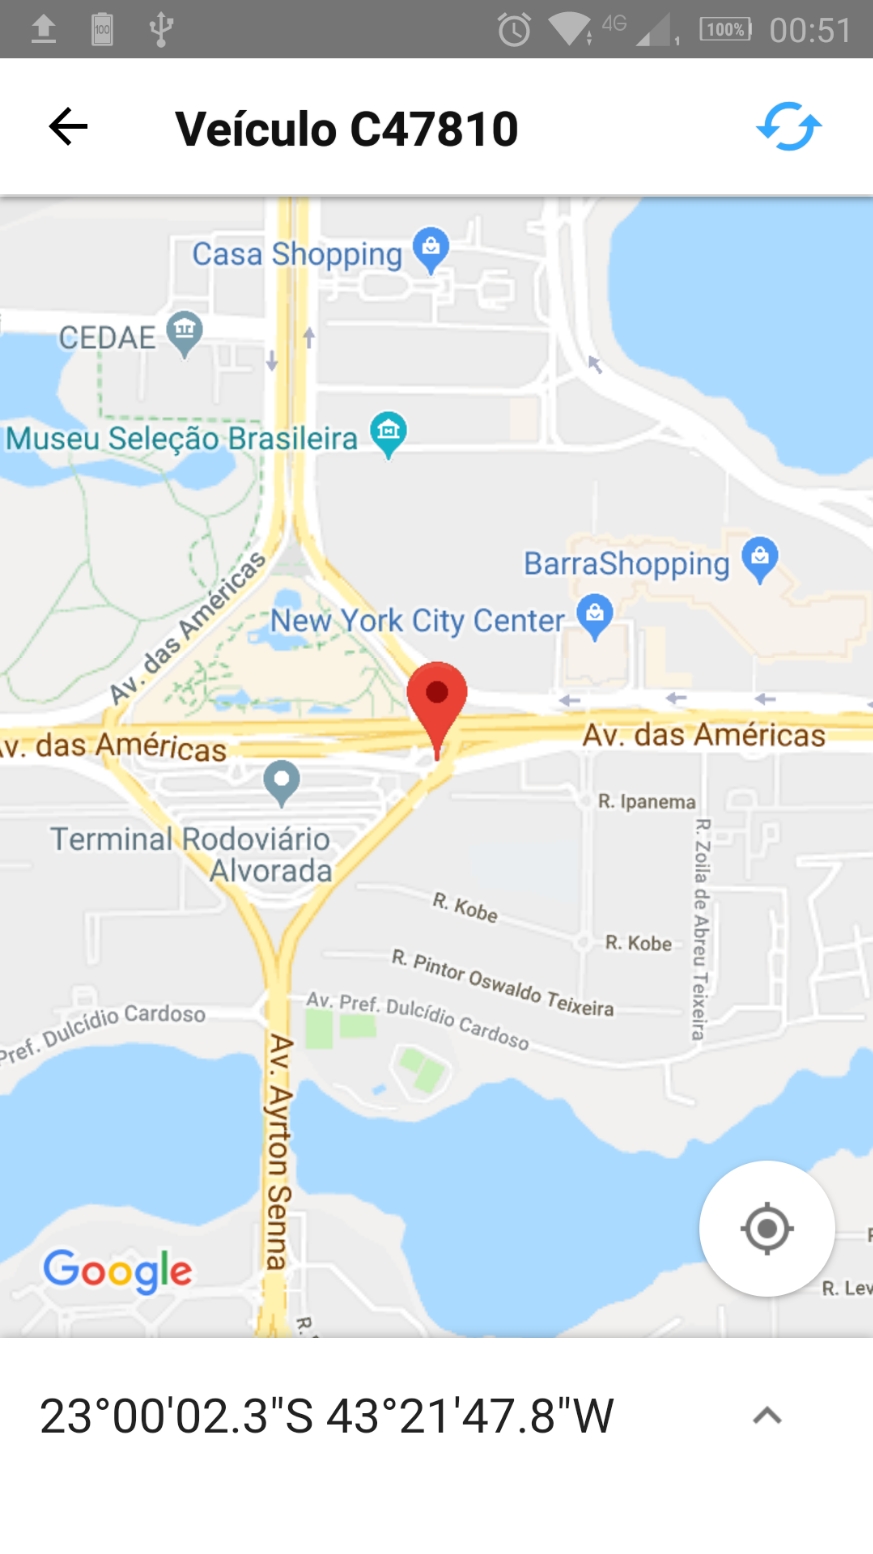 100
4G
1
100%
00:51
Veículo C47810
Casa Shopping
CEDAE
Museu Seleção Brasileira
BarraShopping
New York City Center
Av. das Américas
Av. das Américas
Av. das Américas
R. Ipanema
Terminal Rodoviário
Alvorada
R. Zoila de Abreu Teixeira
R. Kobe
R. Kobe
R. Pintor Oswaldo Teixeira
Av. Pref. Dulcídio Cardoso
Pref. Dulcídio Cardoso
Av. Ayrton Senna
Google
R. Lev
R.
23°00'02.3"S 43°21'47.8"W